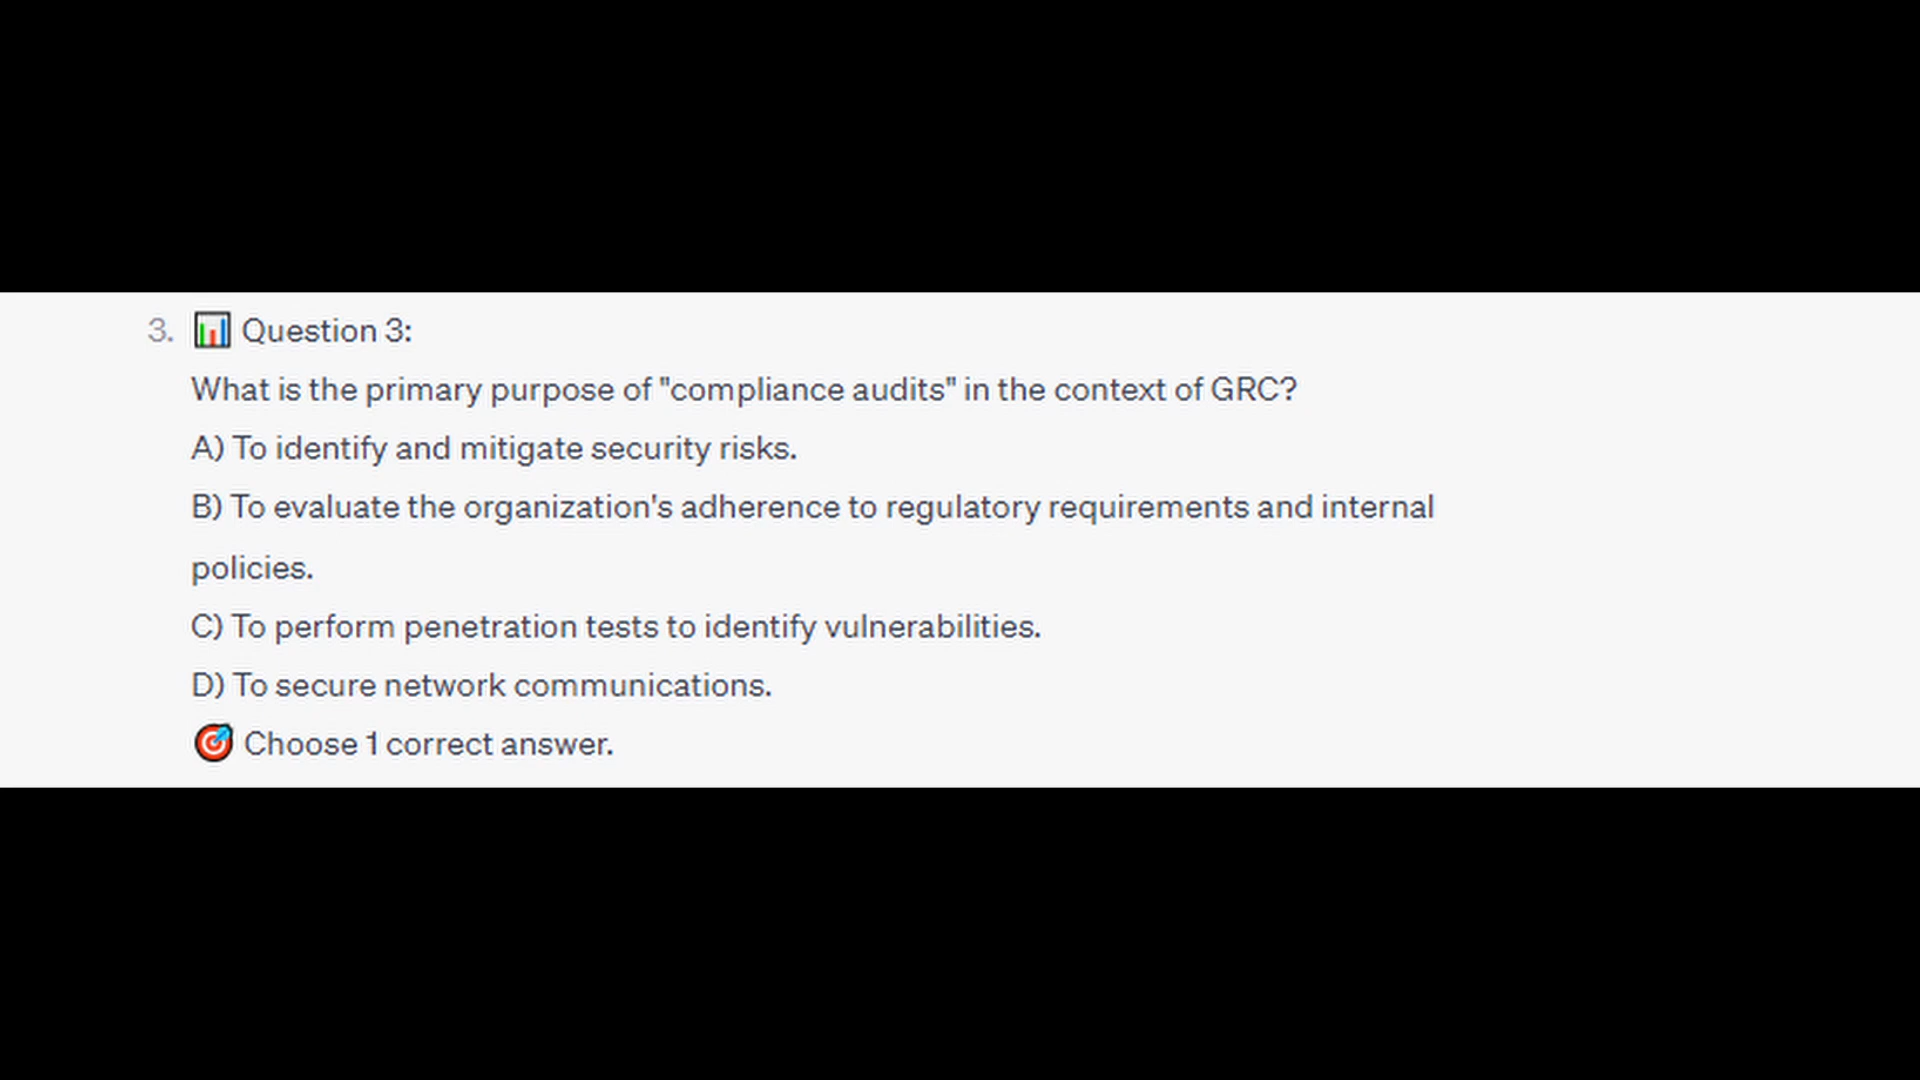 3. 📊 Question 3:
What is the primary purpose of "compliance audits" in the context of GRC?
A) To identify and mitigate security risks.
B) To evaluate the organization's adherence to regulatory requirements and internal
policies.
C) To perform penetration tests to identify vulnerabilities.
D) To secure network communications.
🎯 Choose 1 correct answer.